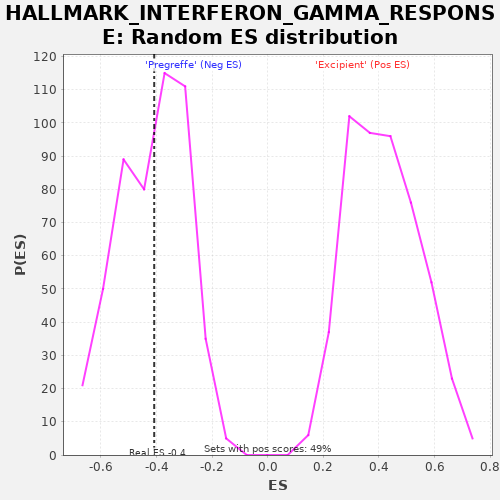 HALLMARK_INTERFERON_GAMMA_RESPONS
E: Random ES distribution
'Pregreffe' (Neg ES)
'Excipient' (Pos ES)
120
110
100
90
80
70
60
50
40
30
20
10
0
P(ES)
Real ES -0.4
Sets with pos scores: 49%
-0.6 -0.4 -0.2 0.0 0.2 0.4 0.6 0.8
ES